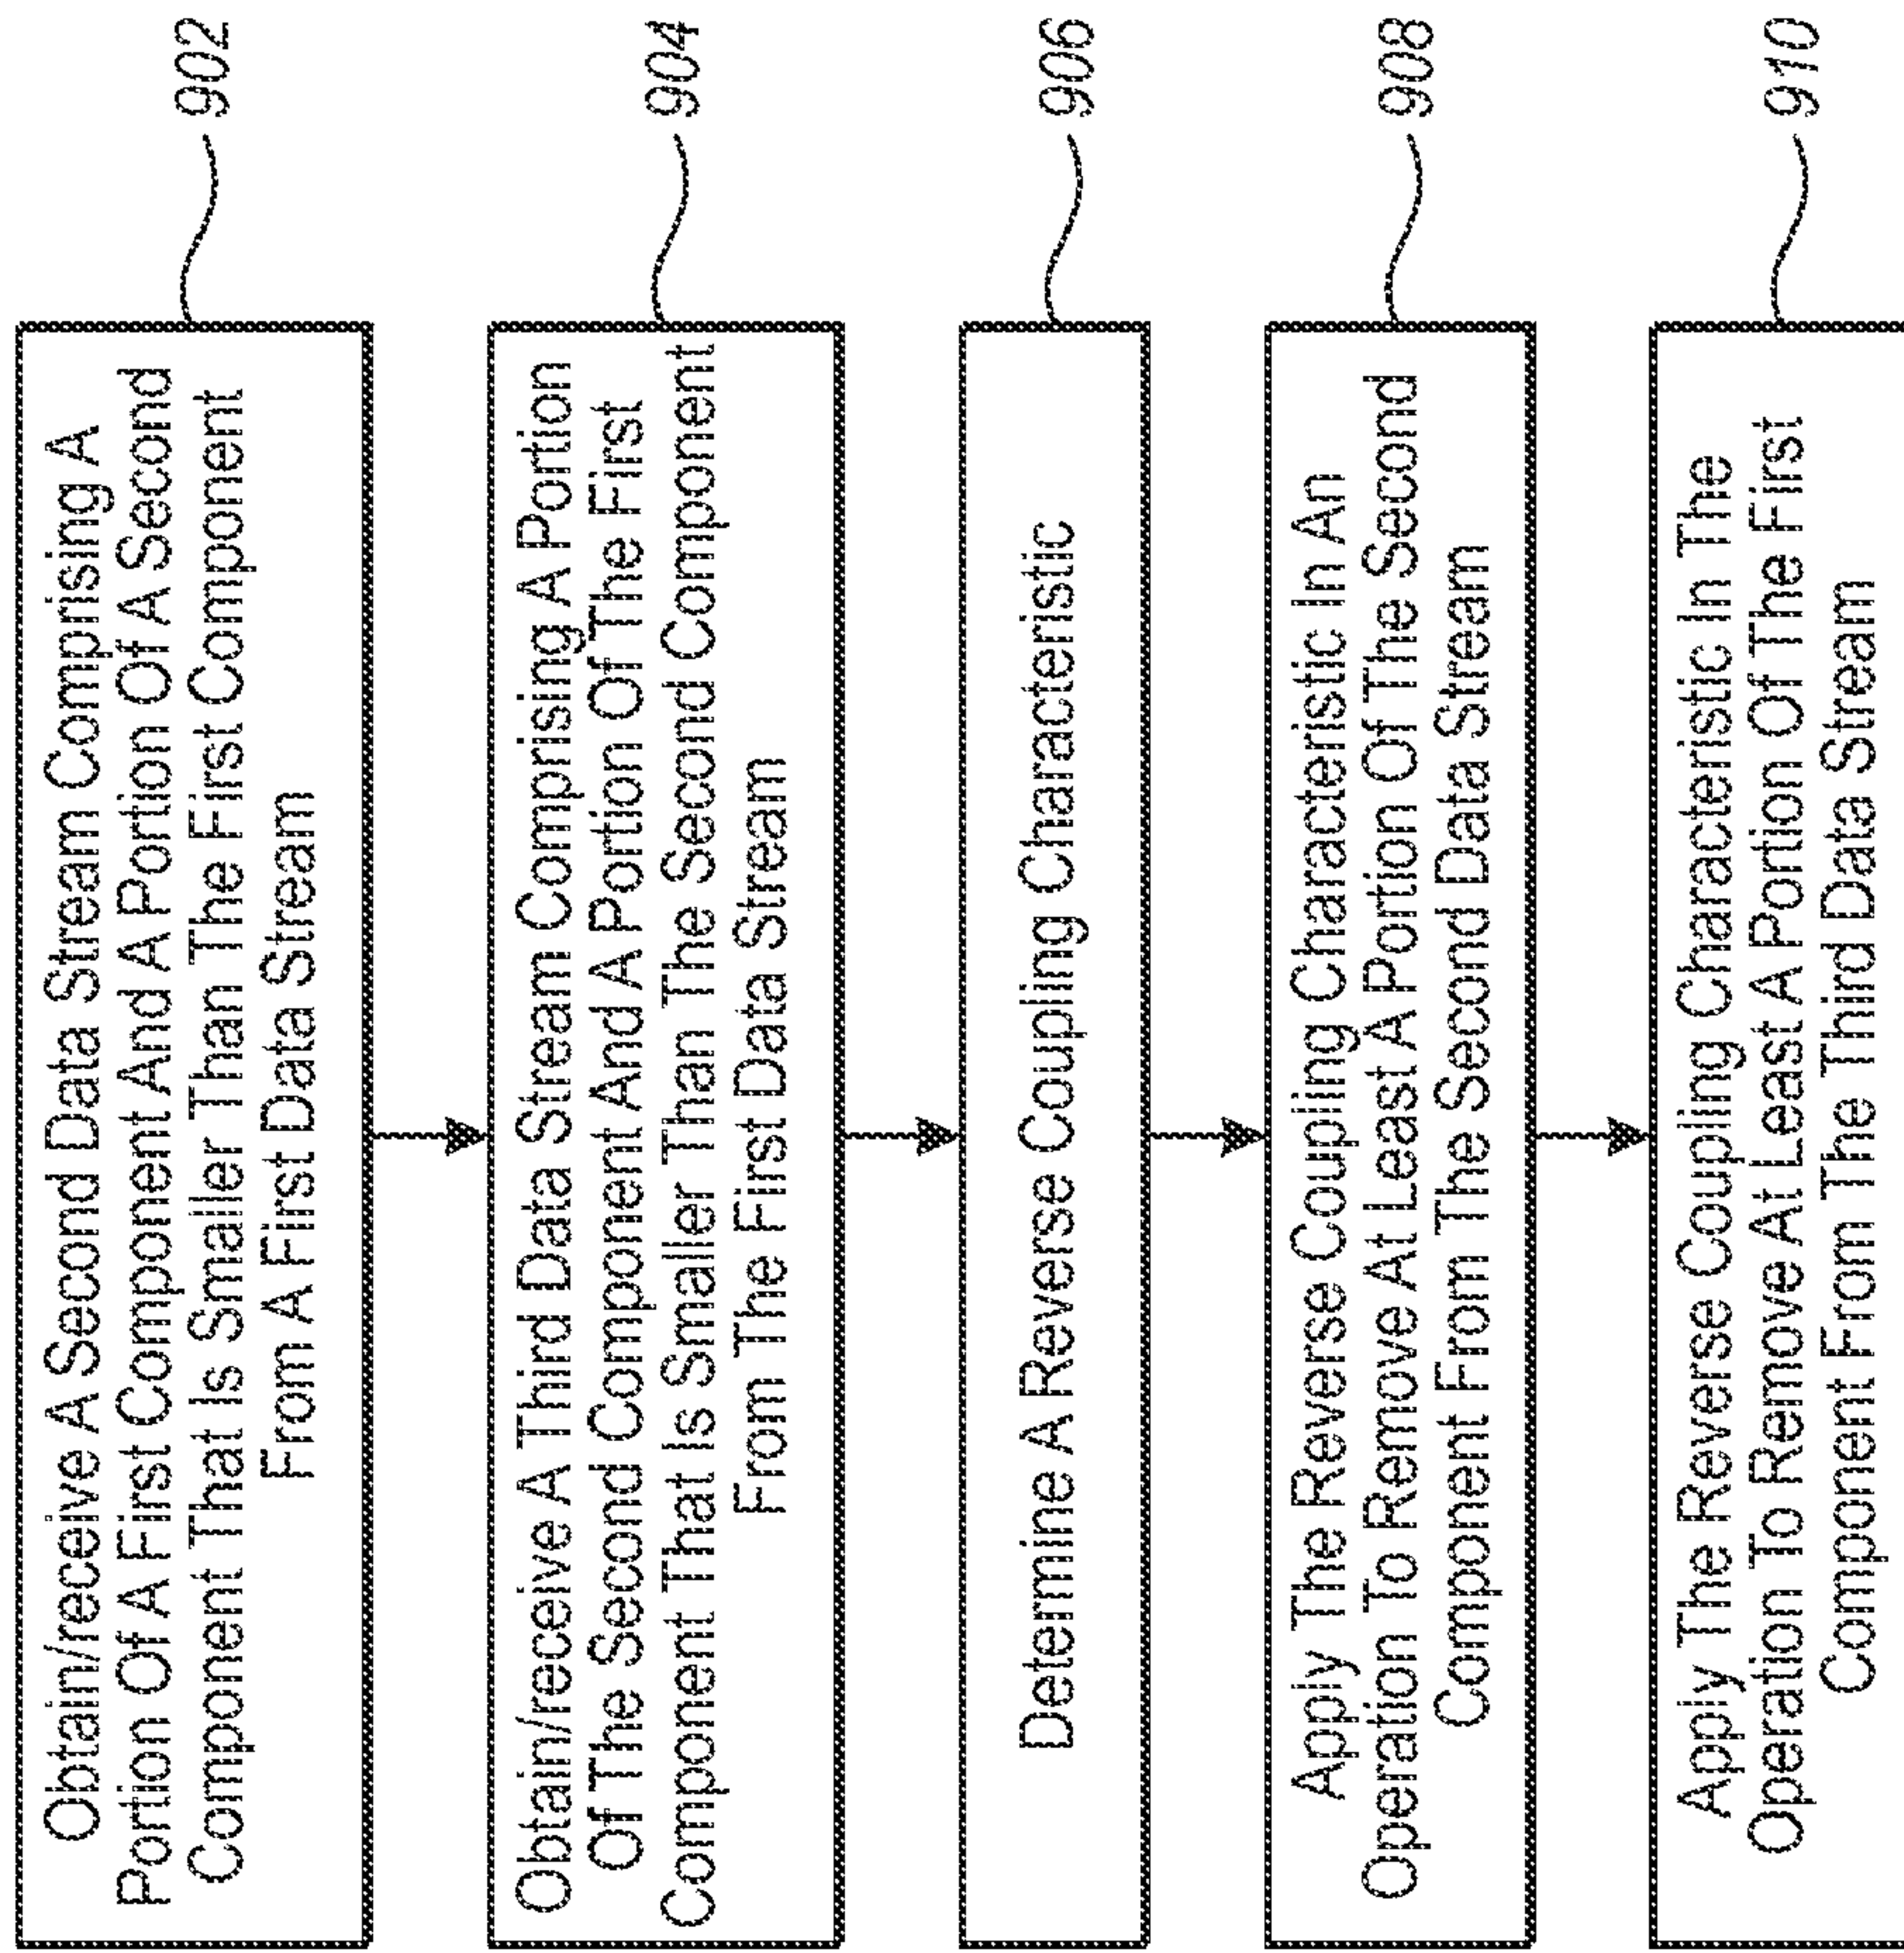 Obtain/receive A Second Data Stream Comprising A
Portion Of A First Component And A Portion Of A Second
Component That Is Smaller Than The First Component
From A First Data Stream
902
Obtain/receive A Third Data Stream Comprising A Portion
Of The Second Component And A Portion Of The First
Component That Is Smaller Than The Second Component
From The First Data Stream
904
Determine A Reverse Coupling Characteristic
906
Apply The Reverse Coupling Characteristic In An
Operation To Remove At Least A Portion Of The Second
Component From The Second Data Stream
908
Apply The Reverse Coupling Characteristic In The
Operation To Remove At Least A Portion Of The First
Component From The Third Data Stream
910